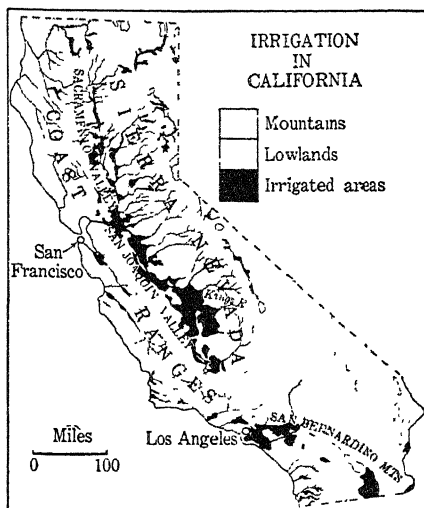 IRRIGATION
IN
CALIFORNIA
Mountains
Lowlands
Irrigated areas
SACRAMENTO VALLEY
COAST
RANGES
SIERRA
NEVADA
San
Francisco
SAN JOAQUIN VALLEY
Kings R.
SAN BERNARDINO MTS.
Los Angeles
Miles
0 100